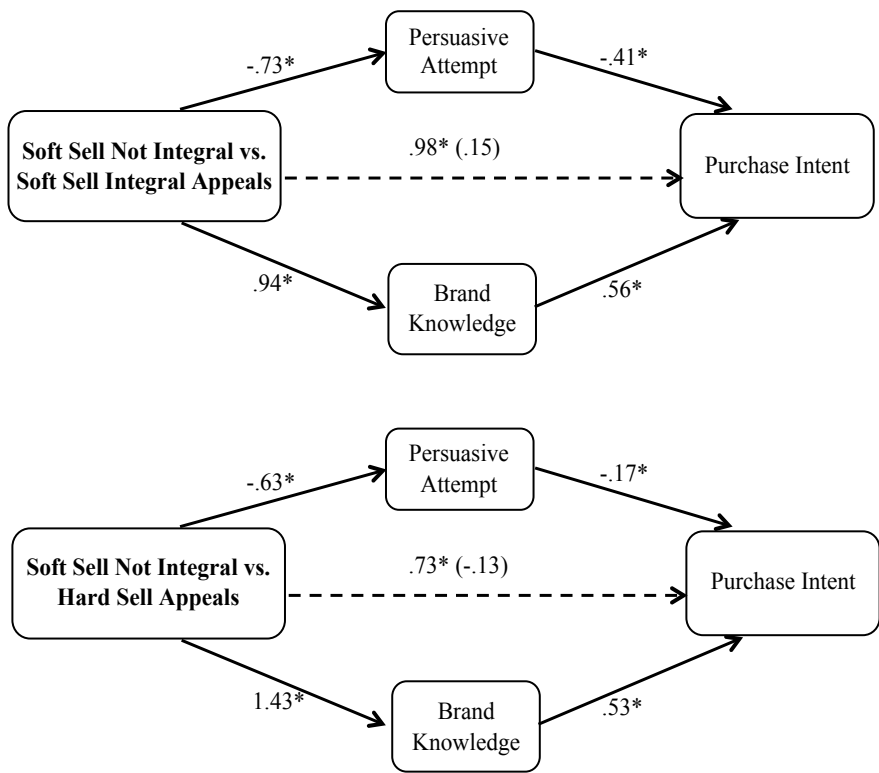 Persuasive
Attempt
-.73*
-.41*
Soft Sell Not Integral vs.
Soft Sell Integral Appeals
.98* (.15)
Purchase Intent
.94*
Brand
Knowledge
.56*
Persuasive
Attempt
-.63*
-.17*
Soft Sell Not Integral vs.
Hard Sell Appeals
.73* (-.13)
Purchase Intent
1.43*
Brand
Knowledge
.53*